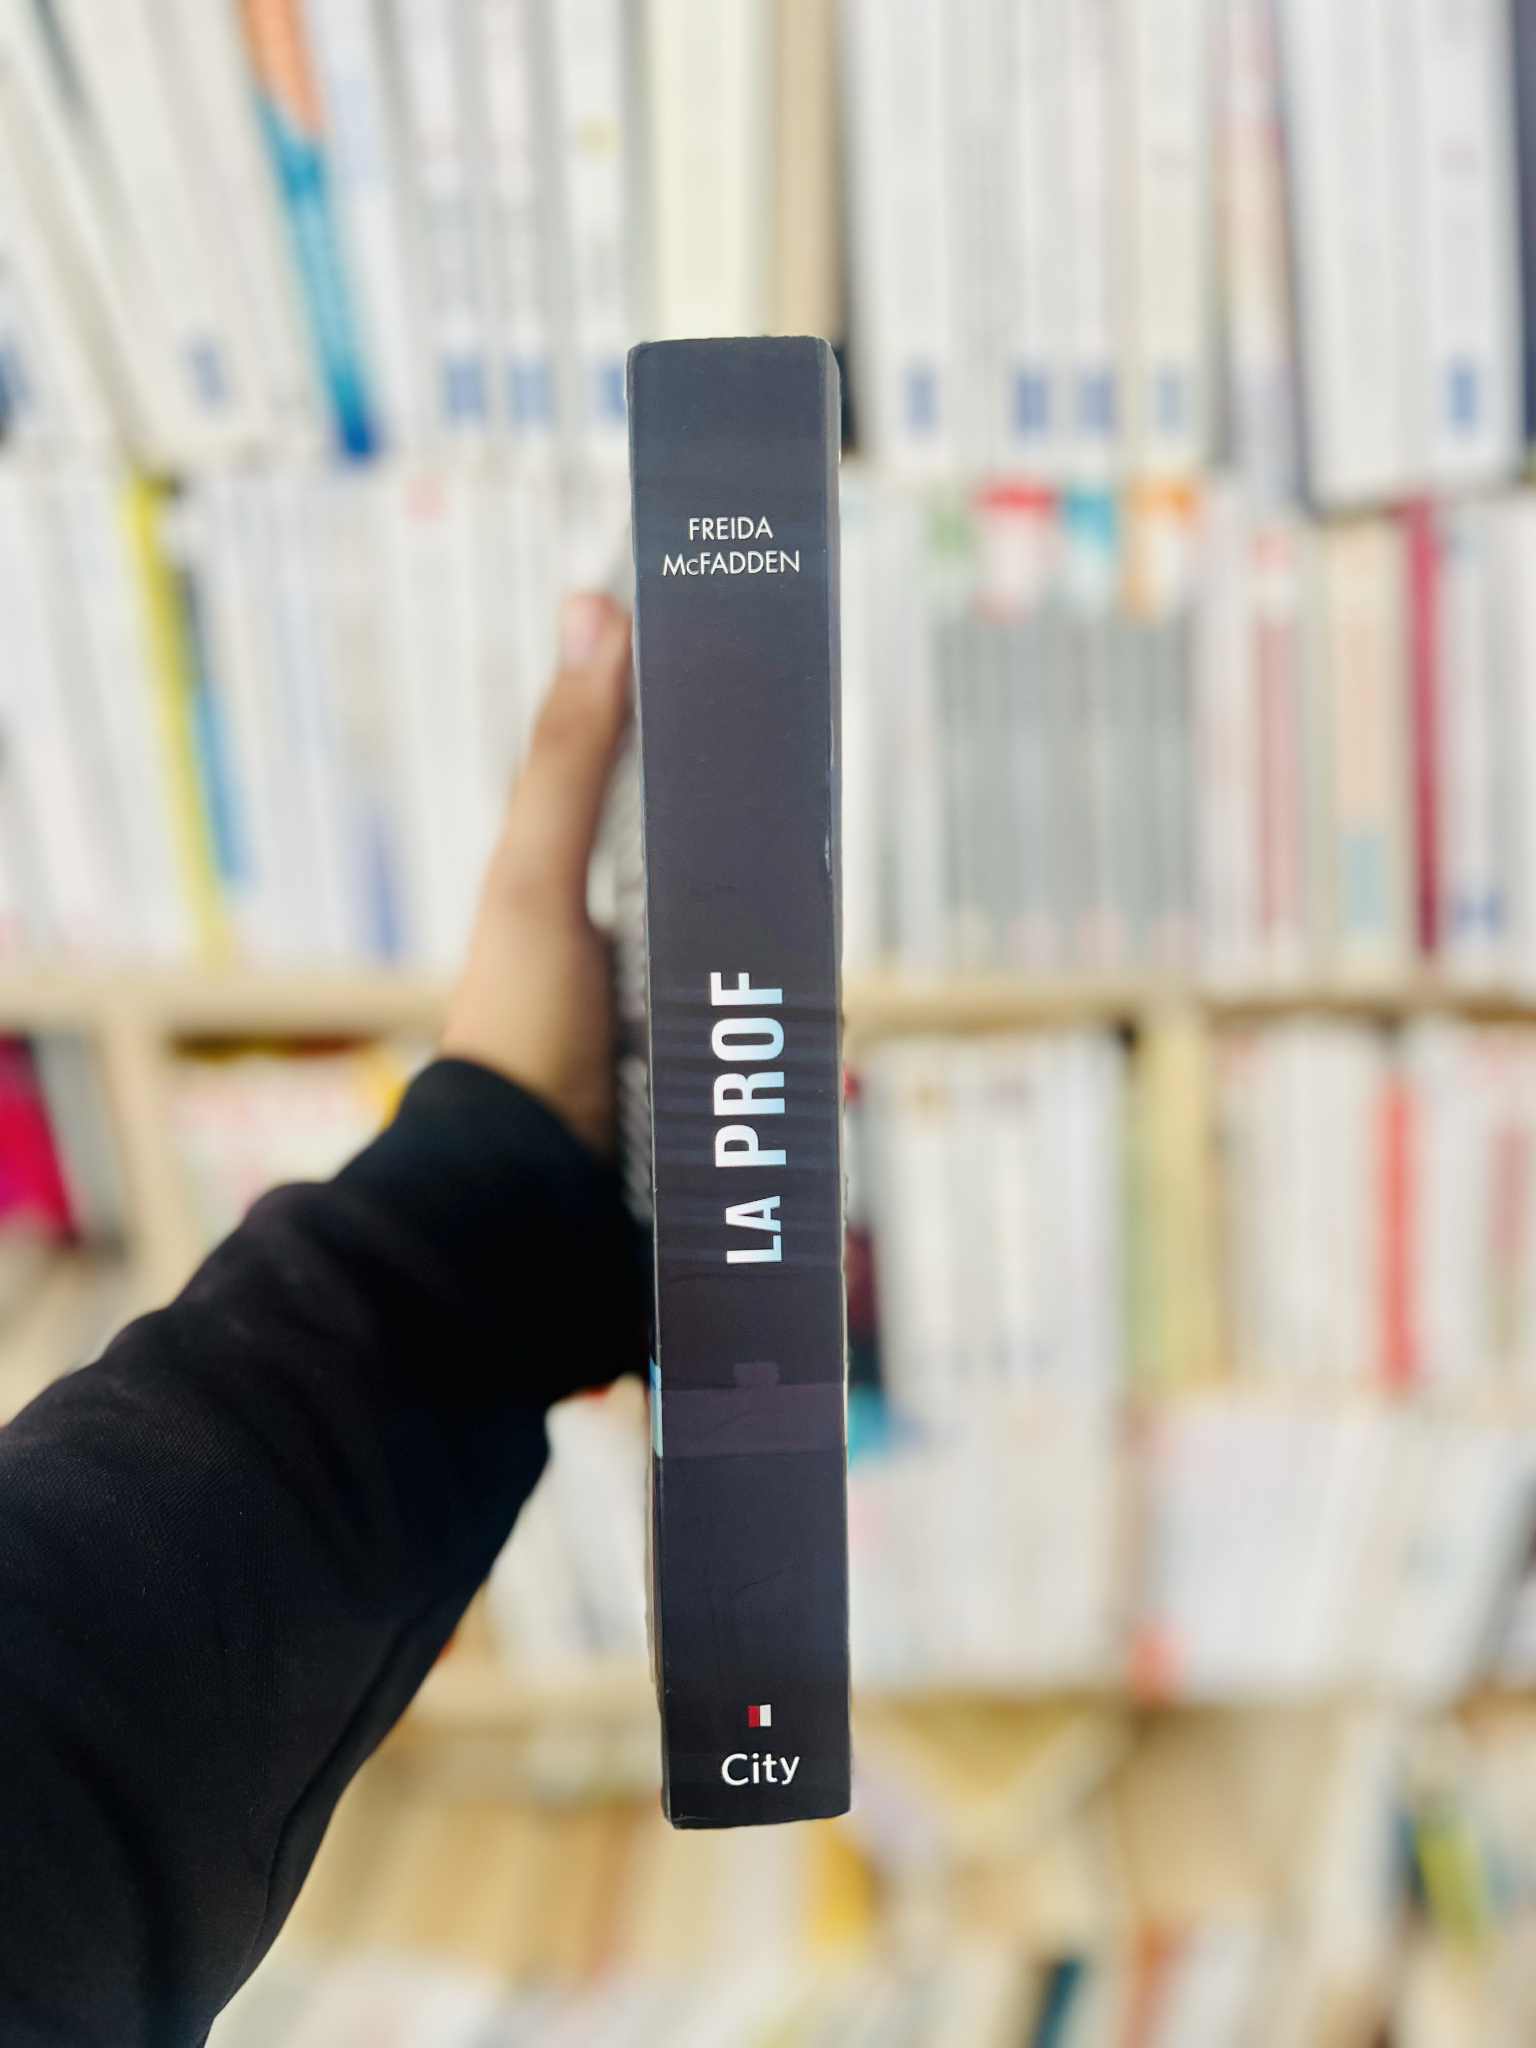 FREIDA
McFADDEN
LA PROF
City